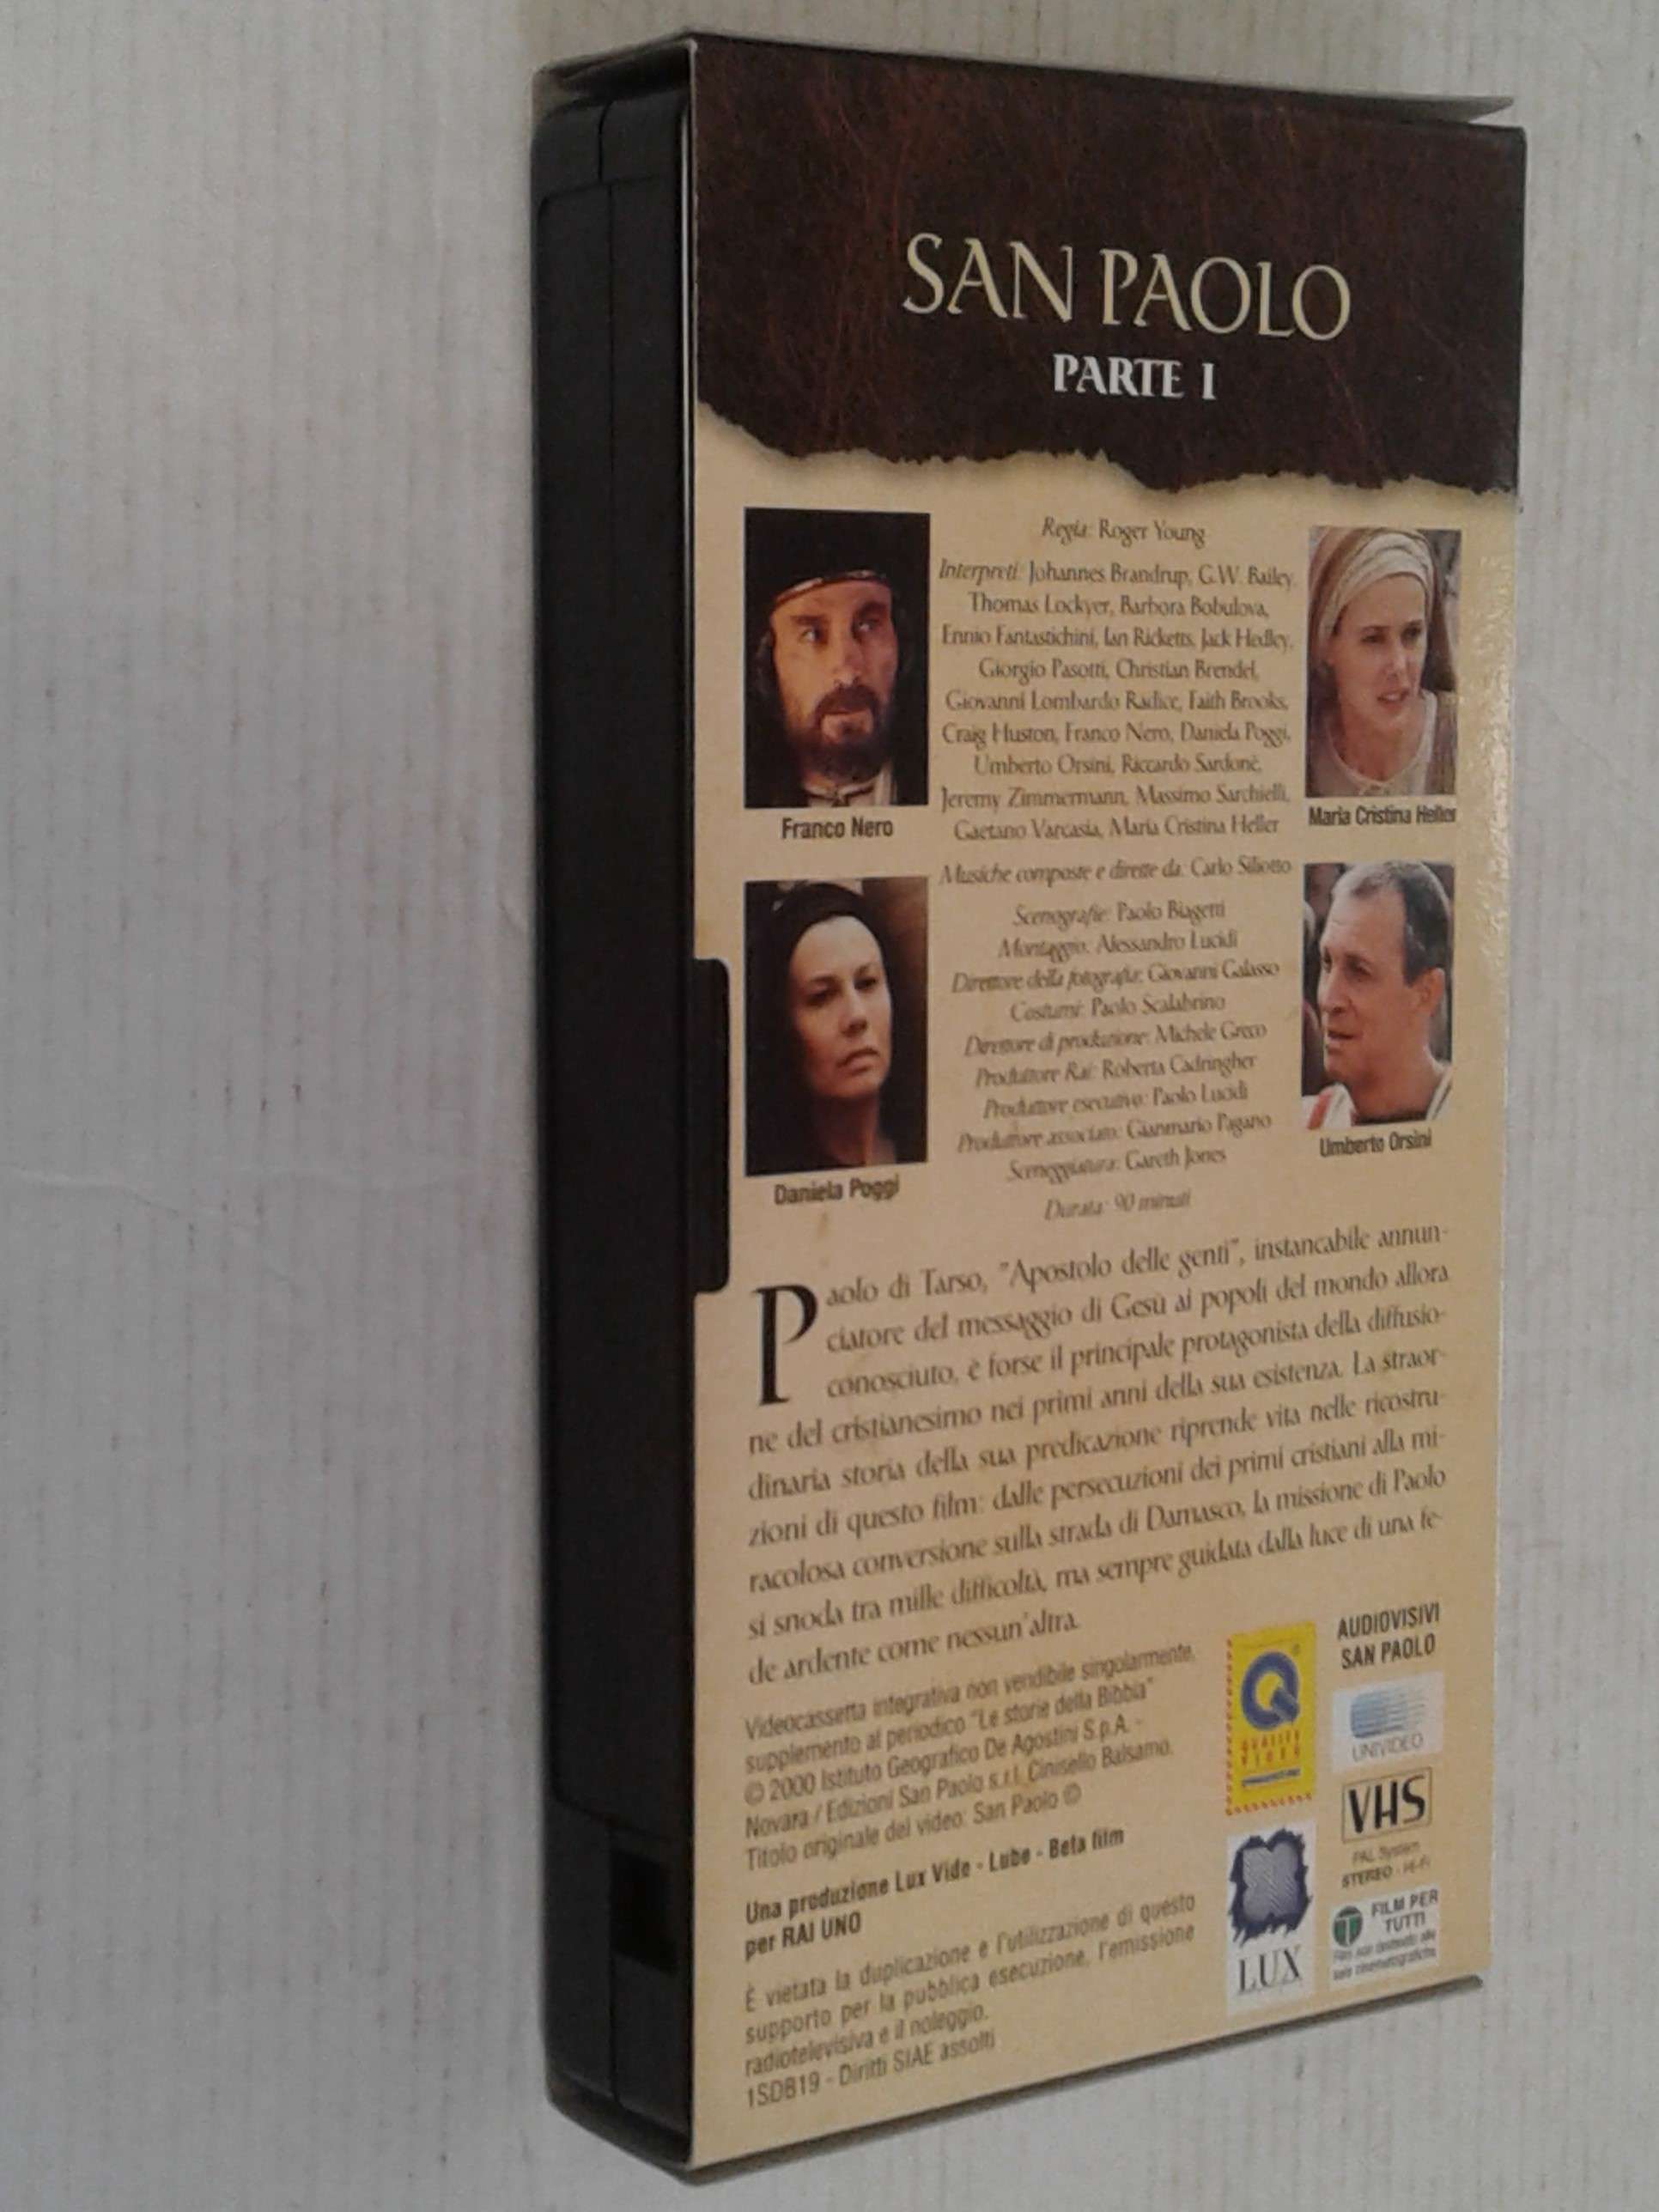 SAN PAOLO
PARTE I
Regia: Roger Young
Interpreti: Johannes Brandrup, G.W. Bailey,
Thomas Lockyer, Barbora Bobulova,
Ennio Fantastichini, Ian Ricketts, Jack Hedley,
Giorgio Pasotti, Christian Brendel,
Giovanni Lombardo Radice, Faith Brooks,
Craig Huston, Franco Nero, Daniela Poggi,
Umberto Orsini, Riccardo Sardonè,
Jeremy Zimmermann, Massimo Sarchielli,
Gaetano Varcasia, Maria Cristina Heller
Franco Nero
Maria Cristina Heller
Musiche composte e dirette da: Carlo Siliotto
Scenografie: Paolo Biagetti
Montaggio: Alessandro Lucidi
Direttore della fotografia: Giovanni Galasso
Costumi: Paolo Scalabrino
Direttore di produzione: Michele Greco
Produttore Rai: Roberta Cadringher
Produttore esecutivo: Paolo Lucidi
Produttore associato: Gianmario Pagano
Sceneggiatura: Gareth Jones
Durata: 90 minuti
Daniela Poggi
Umberto Orsini
Paolo di Tarso, "Apostolo delle genti", instancabile annun-
ciatore del messaggio di Gesù ai popoli del mondo allora
conosciuto, è forse il principale protagonista della diffusio-
ne del cristianesimo nei primi anni della sua esistenza. La straor-
dinaria storia della sua predicazione riprende vita nelle ricostru-
zioni di questo film: dalle persecuzioni dei primi cristiani alla mi-
racolosa conversione sulla strada di Damasco, la missione di Paolo
si snoda tra mille difficoltà, ma sempre guidata dalla luce di una fe-
de ardente come nessun'altra.
Videocassetta integrativa non vendibile singolarmente,
supplemento al periodico "Le storie della Bibbia"
© 2000 Istituto Geografico De Agostini S.p.A. -
Novara / Edizioni San Paolo s.r.l. Cinisello Balsamo.
Titolo originale del video: San Paolo ©
Una produzione Lux Vide - Lube - Beta film
per RAI UNO
È vietata la duplicazione e l'utilizzazione di questo
supporto per la pubblica esecuzione, l'emissione
radiotelevisiva e il noleggio.
1SDB19 - Diritti SIAE assolti
Q®
QUALITY
VIDEO
LUX
AUDIOVISIVI
SAN PAOLO
UNIVIDEO
VHS
PAL System
STEREO - Hi-Fi
T FILM PER
TUTTI